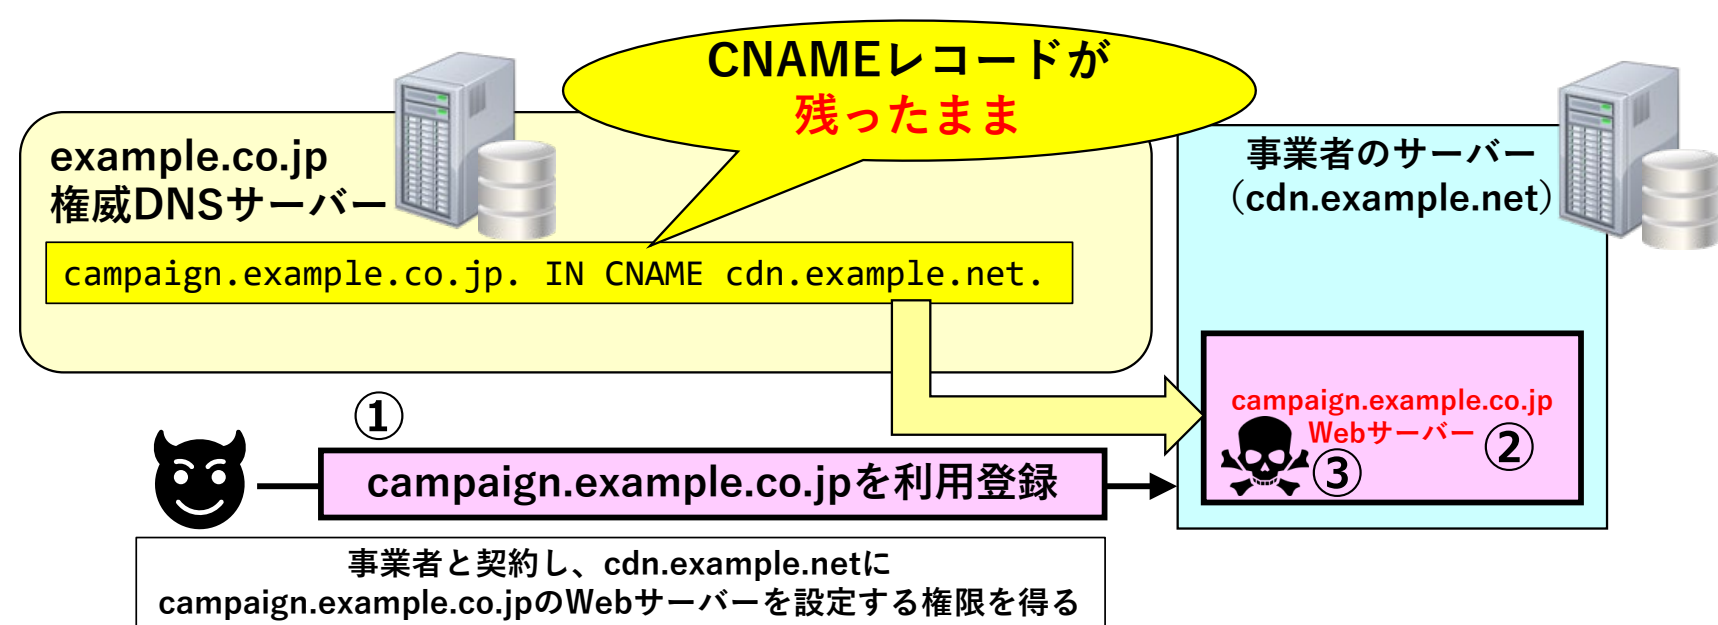 CNAMEレコードが
残ったまま
example.co.jp
権威DNSサーバー
campaign.example.co.jp. IN CNAME cdn.example.net.
事業者のサーバー
（cdn.example.net）
campaign.example.co.jp
Webサーバー
②
③
①
campaign.example.co.jpを利用登録
事業者と契約し、cdn.example.netに
campaign.example.co.jpのWebサーバーを設定する権限を得る